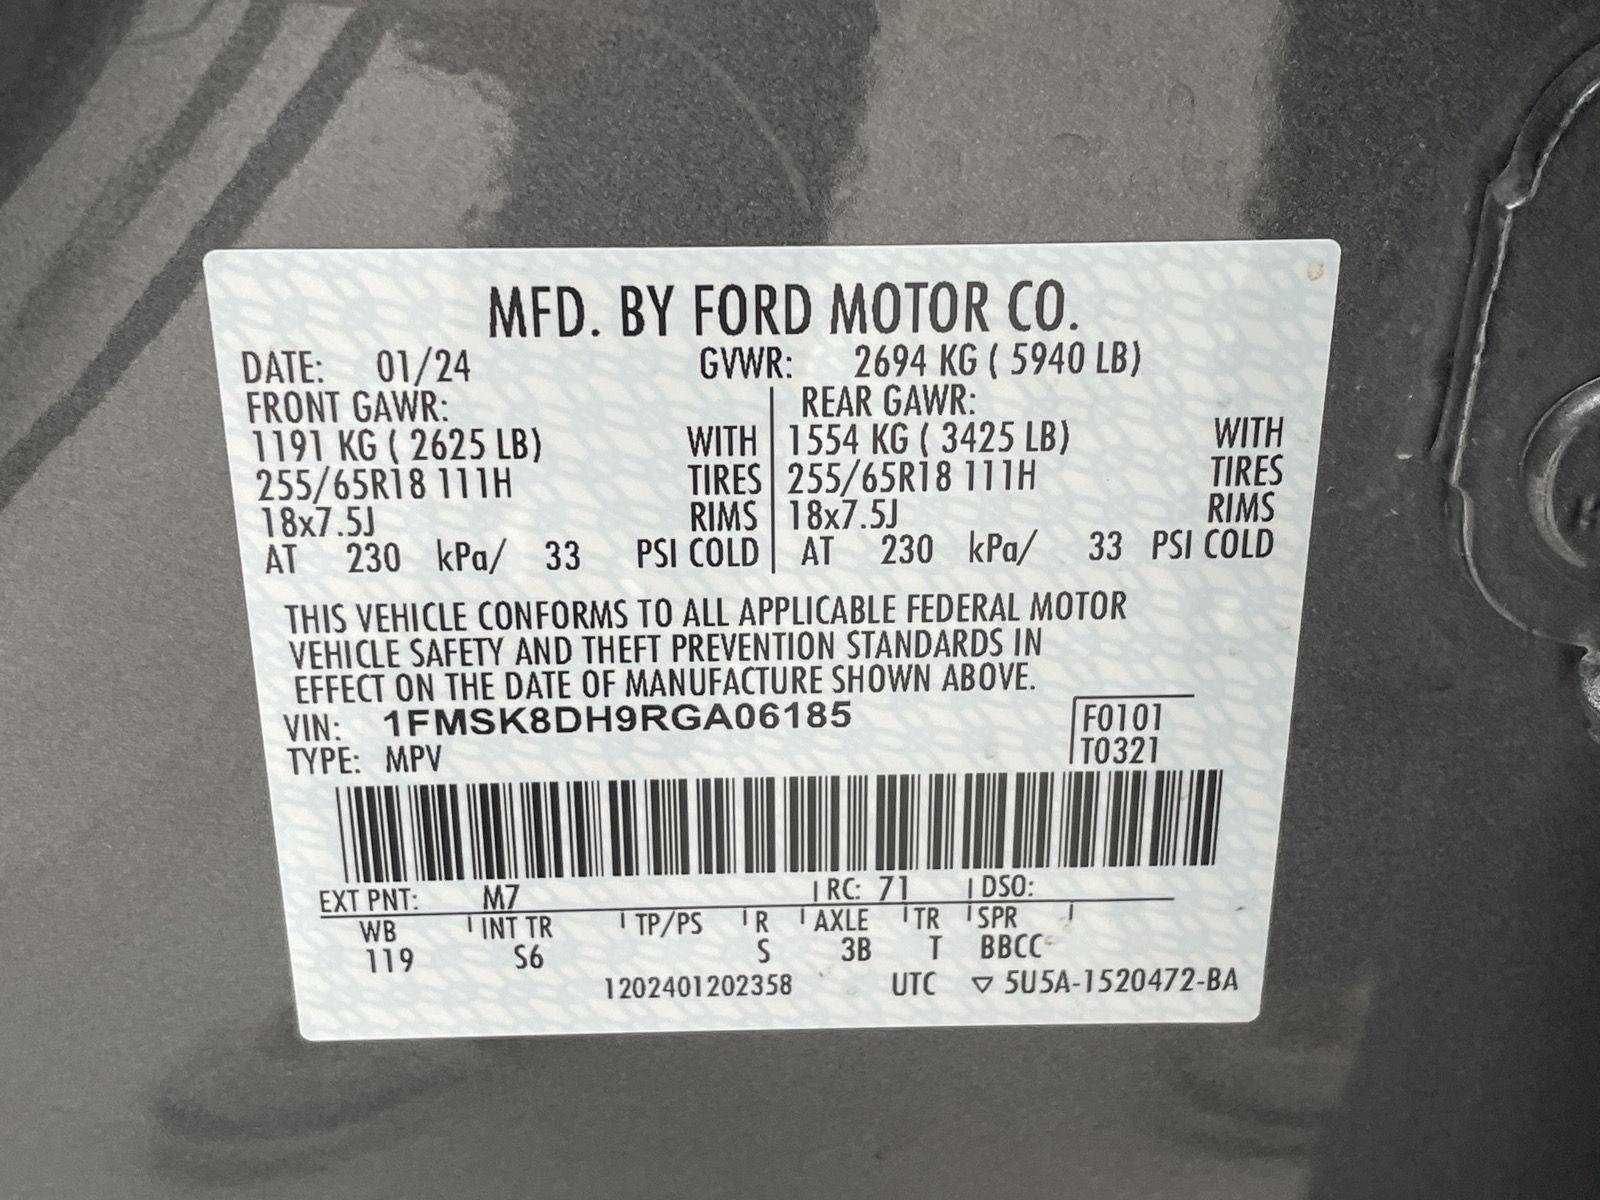 MFD. BY FORD MOTOR CO.
DATE: 01/24 GVWR: 2694 KG ( 5940 LB)
FRONT GAWR: REAR GAWR:
1191 KG ( 2625 LB) WITH 1554 KG ( 3425 LB) WITH
255/65R18 111H TIRES 255/65R18 111H TIRES
18x7.5J RIMS 18x7.5J RIMS
AT 230 kPa/ 33 PSI COLD AT 230 kPa/ 33 PSI COLD
THIS VEHICLE CONFORMS TO ALL APPLICABLE FEDERAL MOTOR
VEHICLE SAFETY AND THEFT PREVENTION STANDARDS IN
EFFECT ON THE DATE OF MANUFACTURE SHOWN ABOVE.
VIN: 1FMSK8DH9RGA06185 F0101
TYPE: MPV T0321
EXT PNT: M7 RC: 71 DSO:
WB INT TR TP/PS R AXLE TR SPR
119 S6 S 3B T BBCC
1202401202358 UTC ▽ 5U5A-1520472-BA